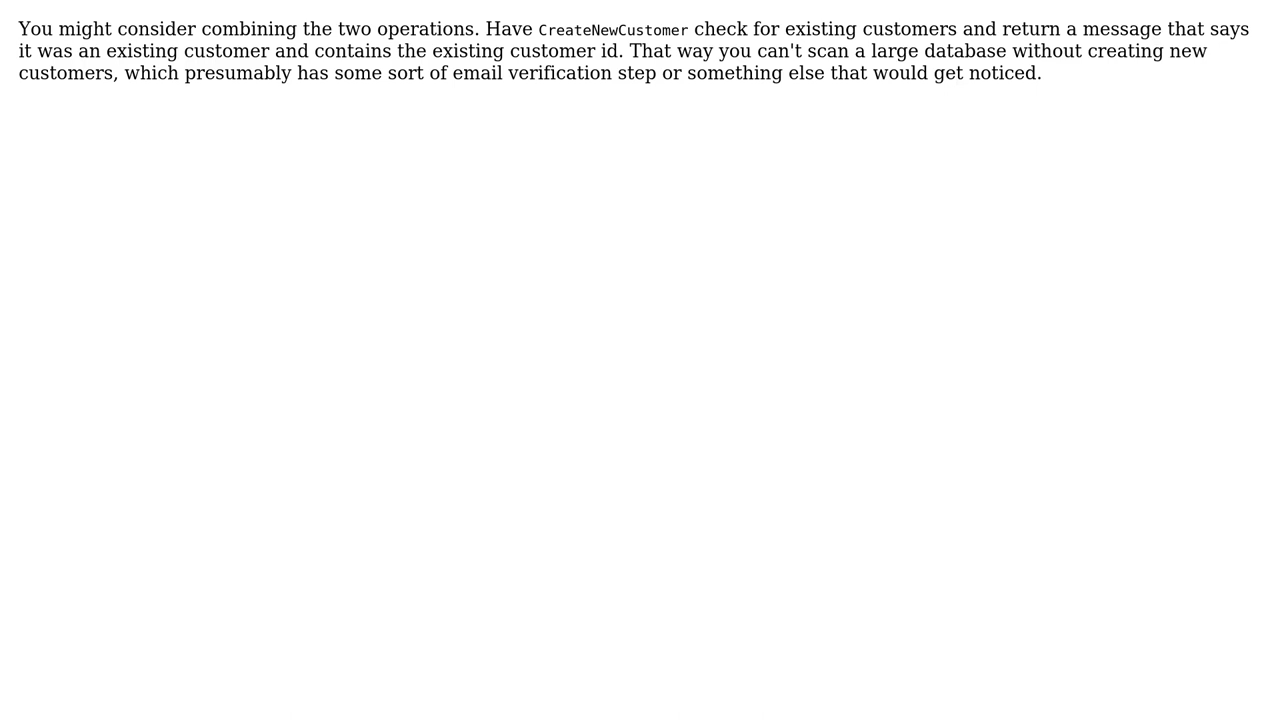 You might consider combining the two operations. Have CreateNewCustomer check for existing customers and return a message that says
it was an existing customer and contains the existing customer id. That way you can't scan a large database without creating new
customers, which presumably has some sort of email verification step or something else that would get noticed.